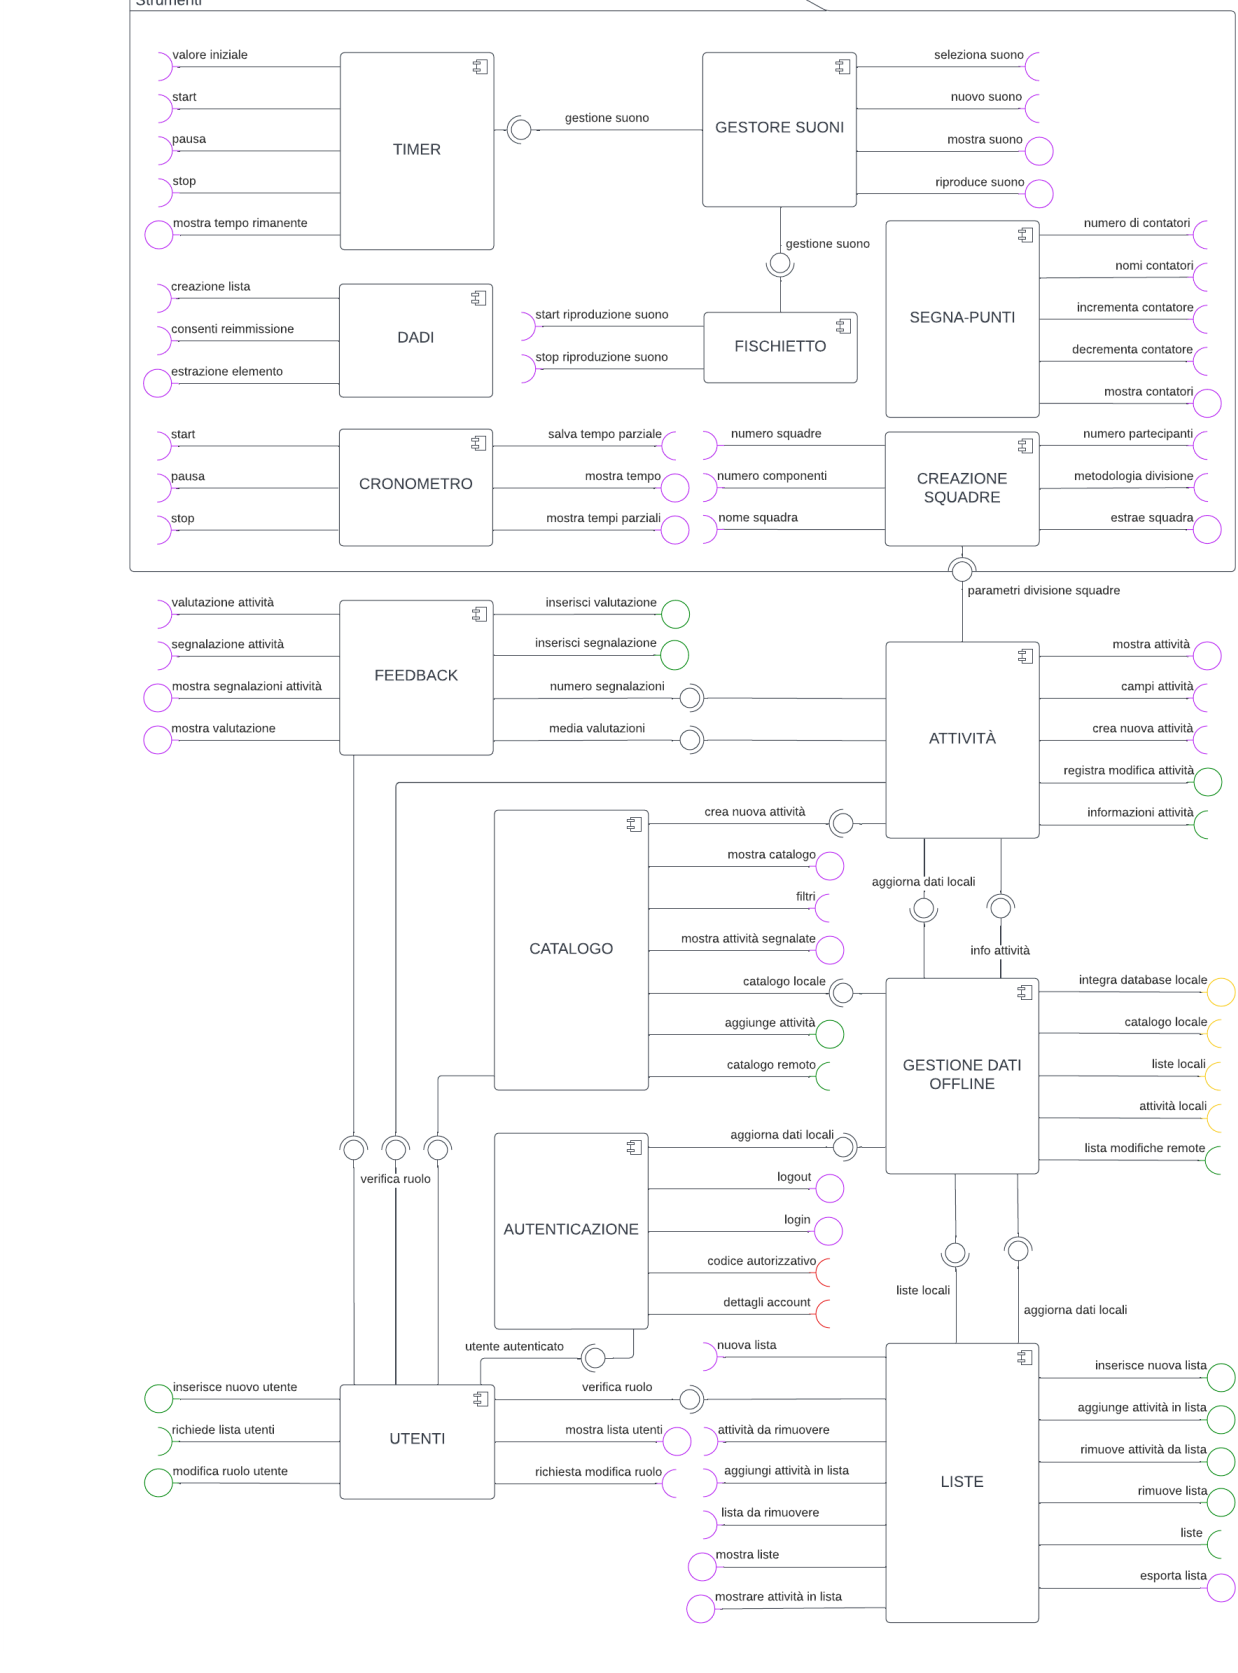 Strumenti
valore iniziale
start
pausa
stop
mostra tempo rimanente
TIMER
gestione suono
GESTORE SUONI
seleziona suono
nuovo suono
mostra suono
riproduce suono
gestione suono
creazione lista
consenti reimmissione
estrazione elemento
DADI
start riproduzione suono
stop riproduzione suono
FISCHIETTO
SEGNA-PUNTI
numero di contatori
nomi contatori
incrementa contatore
decrementa contatore
mostra contatori
start
pausa
stop
CRONOMETRO
salva tempo parziale
mostra tempo
mostra tempi parziali
numero squadre
numero componenti
nome squadra
CREAZIONE
SQUADRE
numero partecipanti
metodologia divisione
estrae squadra
parametri divisione squadre
valutazione attività
segnalazione attività
mostra segnalazioni attività
mostra valutazione
FEEDBACK
inserisci valutazione
inserisci segnalazione
numero segnalazioni
media valutazioni
ATTIVITÀ
mostra attività
campi attività
crea nuova attività
registra modifica attività
informazioni attività
CATALOGO
crea nuova attività
mostra catalogo
filtri
mostra attività segnalate
catalogo locale
aggiunge attività
catalogo remoto
aggiorna dati locali
info attività
GESTIONE DATI
OFFLINE
integra database locale
catalogo locale
liste locali
attività locali
lista modifiche remote
verifica ruolo
AUTENTICAZIONE
aggiorna dati locali
logout
login
codice autorizzativo
dettagli account
liste locali
aggiorna dati locali
utente autenticato
inserisce nuovo utente
richiede lista utenti
modifica ruolo utente
UTENTI
verifica ruolo
mostra lista utenti
richiesta modifica ruolo
nuova lista
attività da rimuovere
aggiungi attività in lista
lista da rimuovere
mostra liste
mostrare attività in lista
LISTE
inserisce nuova lista
aggiunge attività in lista
rimuove attività da lista
rimuove lista
liste
esporta lista